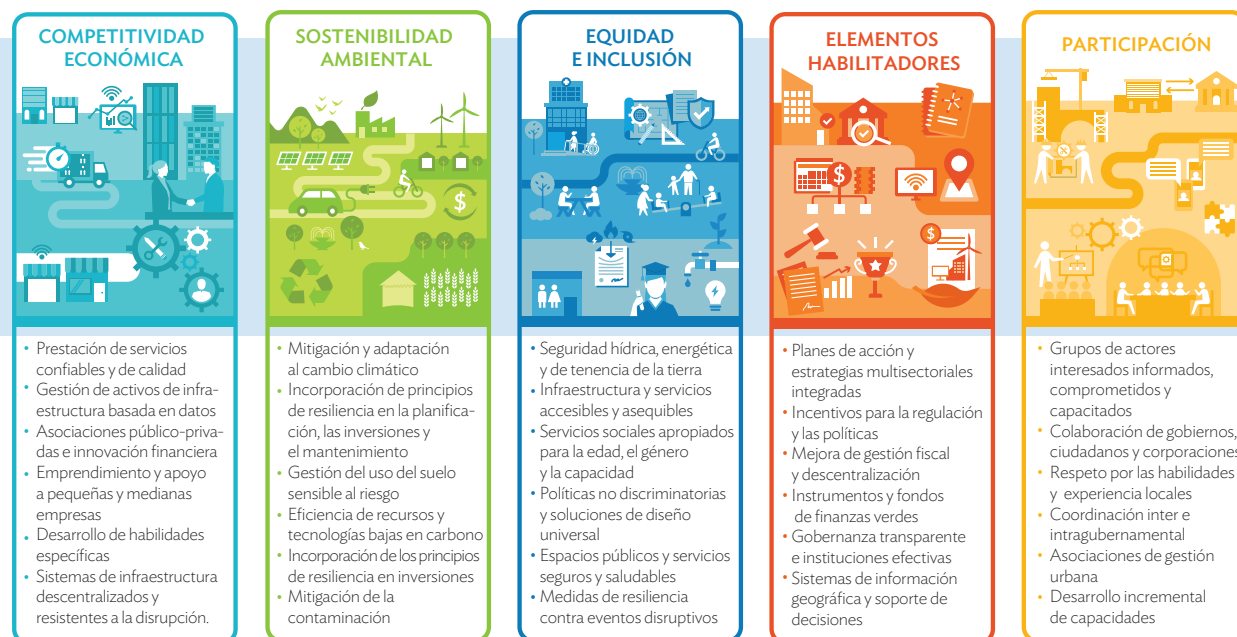 COMPETITIVIDAD
ECONÓMICA
• Prestación de servicios
confiables y de calidad
• Gestión de activos de infra-
estructura basada en datos
• Asociaciones público-priva-
das e innovación financiera
• Emprendimiento y apoyo
a pequeñas y medianas
empresas
• Desarrollo de habilidades
específicas
• Sistemas de infraestructura
descentralizados y
resistentes a la disrupción.
SOSTENIBILIDAD
AMBIENTAL
$
• Mitigación y adaptación
al cambio climático
• Incorporación de principios
de resiliencia en la planifica-
ción, las inversiones y
el mantenimiento
• Gestión del uso del suelo
sensible al riesgo
• Eficiencia de recursos y
tecnologías bajas en carbono
• Incorporación de los principios
de resiliencia en inversiones
• Mitigación de la
contaminación
EQUIDAD
E INCLUSIÓN
• Seguridad hídrica, energética
y de tenencia de la tierra
• Infraestructura y servicios
accesibles y asequibles
• Servicios sociales apropiados
para la edad, el género
y la capacidad
• Políticas no discriminatorias
y soluciones de diseño
universal
• Espacios públicos y servicios
seguros y saludables
• Medidas de resiliencia
contra eventos disruptivos
ELEMENTOS
HABILITADORES
$
$
• Planes de acción y
estrategias multisectoriales
integradas
• Incentivos para la regulación
y las políticas
• Mejora de gestión fiscal
y descentralización
• Instrumentos y fondos
de finanzas verdes
• Gobernanza transparente
e instituciones efectivas
• Sistemas de información
geográfica y soporte de
decisiones
PARTICIPACIÓN
• Grupos de actores
interesados informados,
comprometidos y
capacitados
• Colaboración de gobiernos,
ciudadanos y corporaciones
• Respeto por las habilidades
y experiencia locales
• Coordinación inter e
intragubernamental
• Asociaciones de gestión
urbana
• Desarrollo incremental
de capacidades